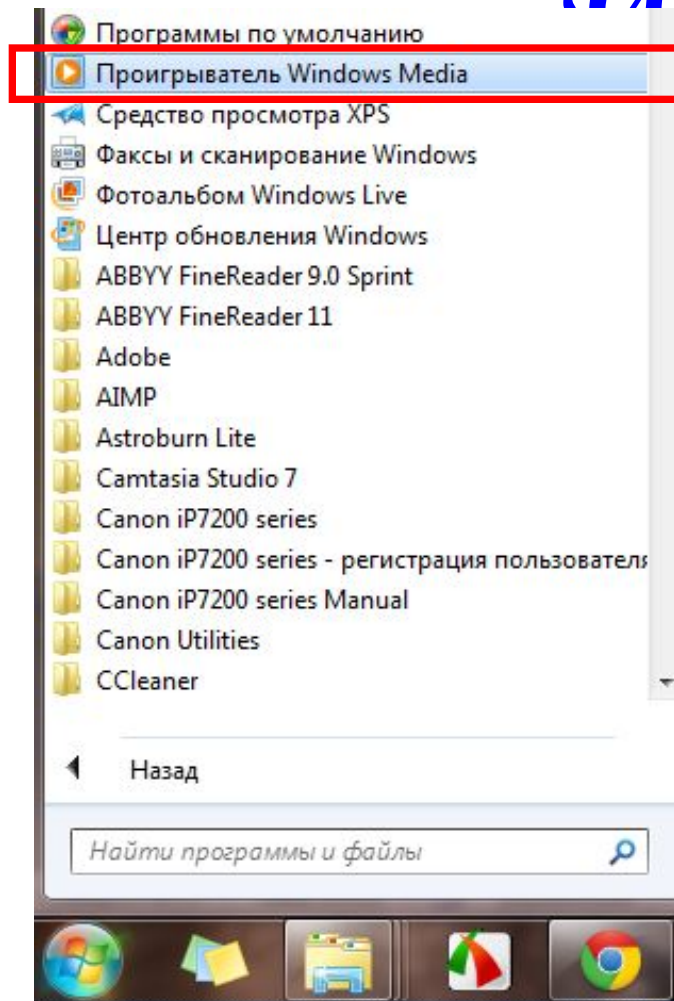 Программы по умолчанию
Проигрыватель Windows Media
Средство просмотра XPS
Факсы и сканирование Windows
Фотоальбом Windows Live
Центр обновления Windows
ABBYY FineReader 9.0 Sprint
ABBYY FineReader 11
Adobe
AIMP
Astroburn Lite
Camtasia Studio 7
Canon iP7200 series
Canon iP7200 series - регистрация пользователя
Canon iP7200 series Manual
Canon Utilities
CCleaner
Назад
Найти программы и файлы